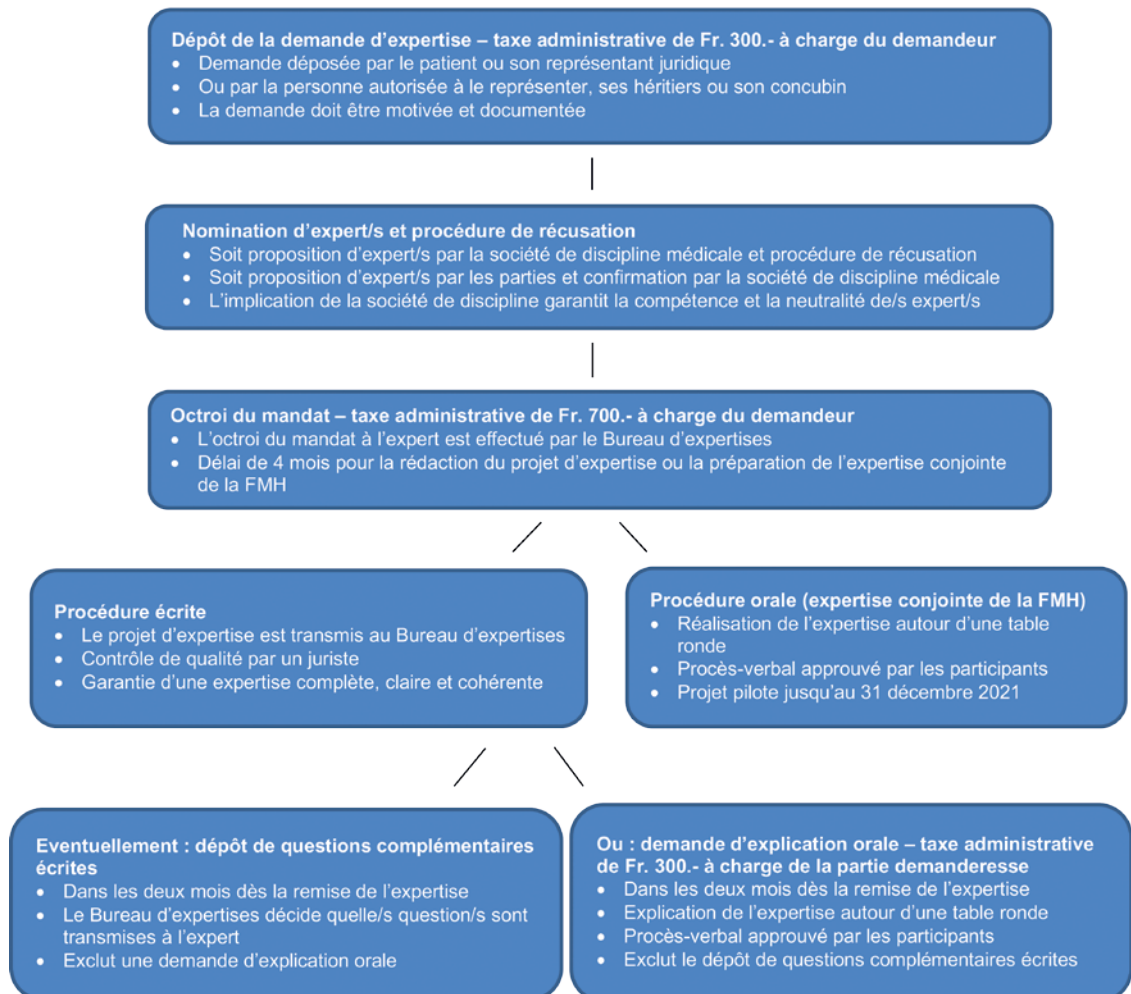 Dépôt de la demande d'expertise – taxe administrative de Fr. 300.- à charge du demandeur
• Demande déposée par le patient ou son représentant juridique
• Ou par la personne autorisée à le représenter, ses héritiers ou son concubin
• La demande doit être motivée et documentée
Nomination d'expert/s et procédure de récusation
• Soit proposition d'expert/s par la société de discipline médicale et procédure de récusation
• Soit proposition d'expert/s par les parties et confirmation par la société de discipline médicale
• L'implication de la société de discipline garantit la compétence et la neutralité de/s expert/s
Octroi du mandat – taxe administrative de Fr. 700.- à charge du demandeur
• L'octroi du mandat à l'expert est effectué par le Bureau d'expertises
• Délai de 4 mois pour la rédaction du projet d'expertise ou la préparation de l'expertise conjointe
de la FMH
Procédure écrite
• Le projet d'expertise est transmis au Bureau d'expertises
• Contrôle de qualité par un juriste
• Garantie d'une expertise complète, claire et cohérente
Procédure orale (expertise conjointe de la FMH)
• Réalisation de l'expertise autour d'une table
ronde
• Procès-verbal approuvé par les participants
• Projet pilote jusqu'au 31 décembre 2021
Eventuellement : dépôt de questions complémentaires
écrites
• Dans les deux mois dès la remise de l'expertise
• Le Bureau d'expertises décide quelle/s question/s sont
transmises à l'expert
• Exclut une demande d'explication orale
Ou : demande d'explication orale – taxe administrative
de Fr. 300.- à charge de la partie demanderesse
• Dans les deux mois dès la remise de l'expertise
• Explication de l'expertise autour d'une table ronde
• Procès-verbal approuvé par les participants
• Exclut le dépôt de questions complémentaires écrites